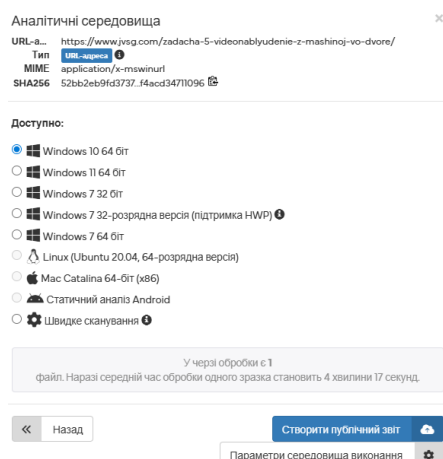 Аналітичні середовища ×
URL-а... https://www.jvsg.com/zadacha-5-videonablyudenie-z-mashinoj-vo-dvore/
Тип URL-адреса
MIME application/x-mswinurl
SHA256 52bb2eb9fd3737...f4acd34711096
Доступно:
Windows 10 64 біт
Windows 11 64 біт
Windows 7 32 біт
Windows 7 32-розрядна версія (підтримка HWP)
Windows 7 64 біт
Linux (Ubuntu 20.04, 64-розрядна версія)
Mac Catalina 64-біт (x86)
Статичний аналіз Android
Швидке сканування
У черзі обробки є 1
файл. Наразі середній час обробки одного зразка становить 4 хвилини 17 секунд.
« Назад
Створити публічний звіт
Параметри середовища виконання